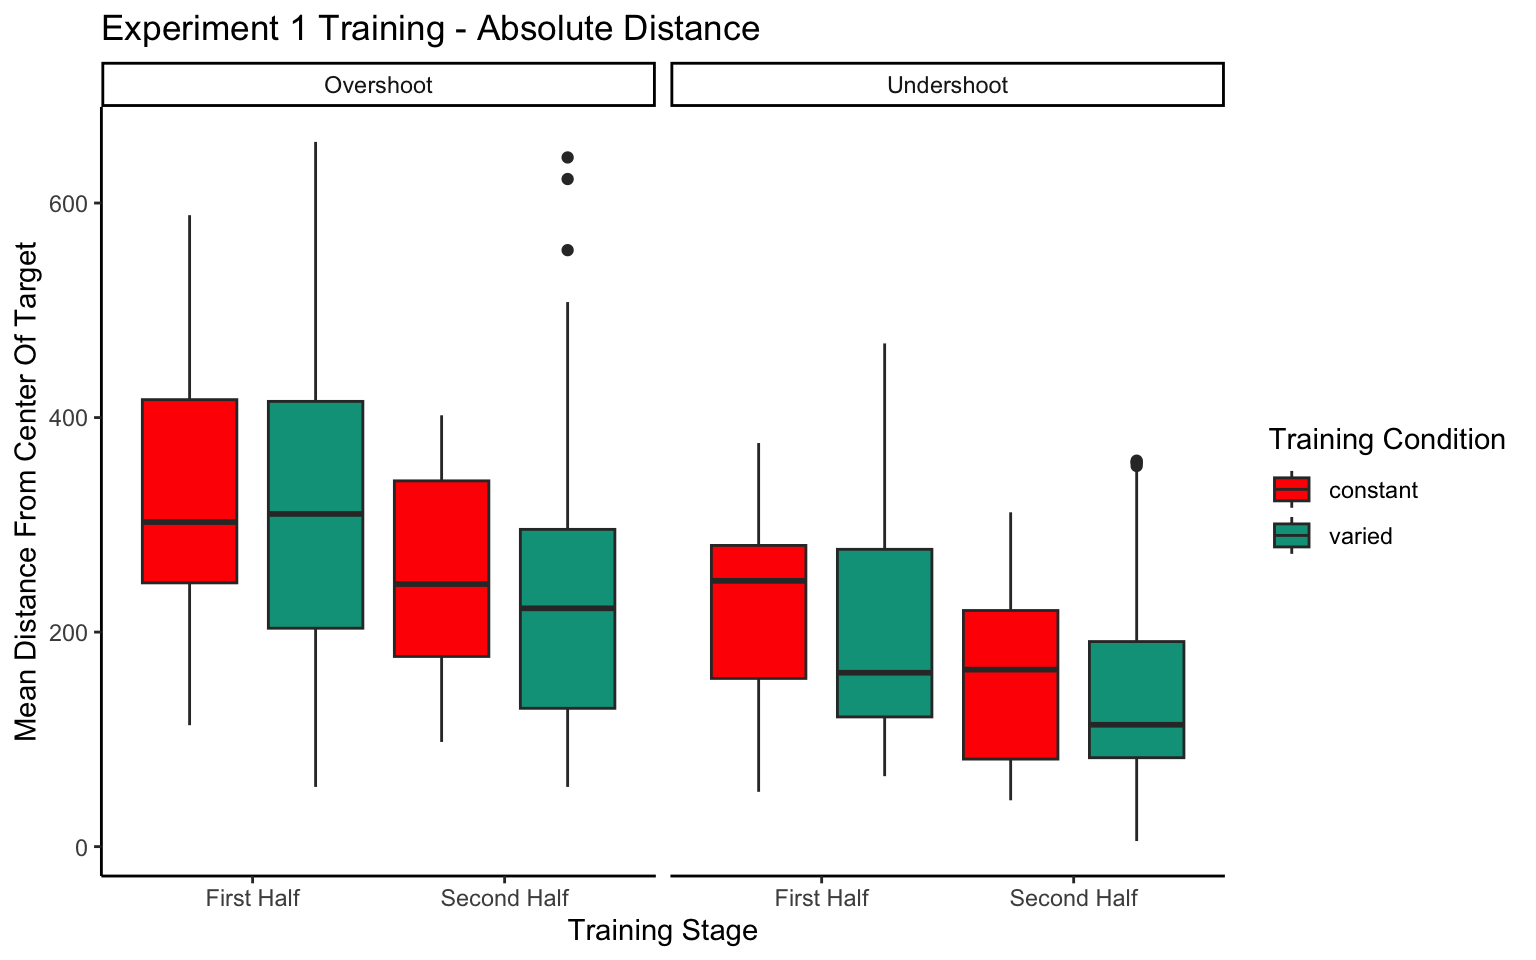 Experiment 1 Training - Absolute Distance
Overshoot
Undershoot
Mean Distance From Center Of Target
600
400
200
0
First Half
Second Half
First Half
Second Half
Training Stage
Training Condition
constant
varied